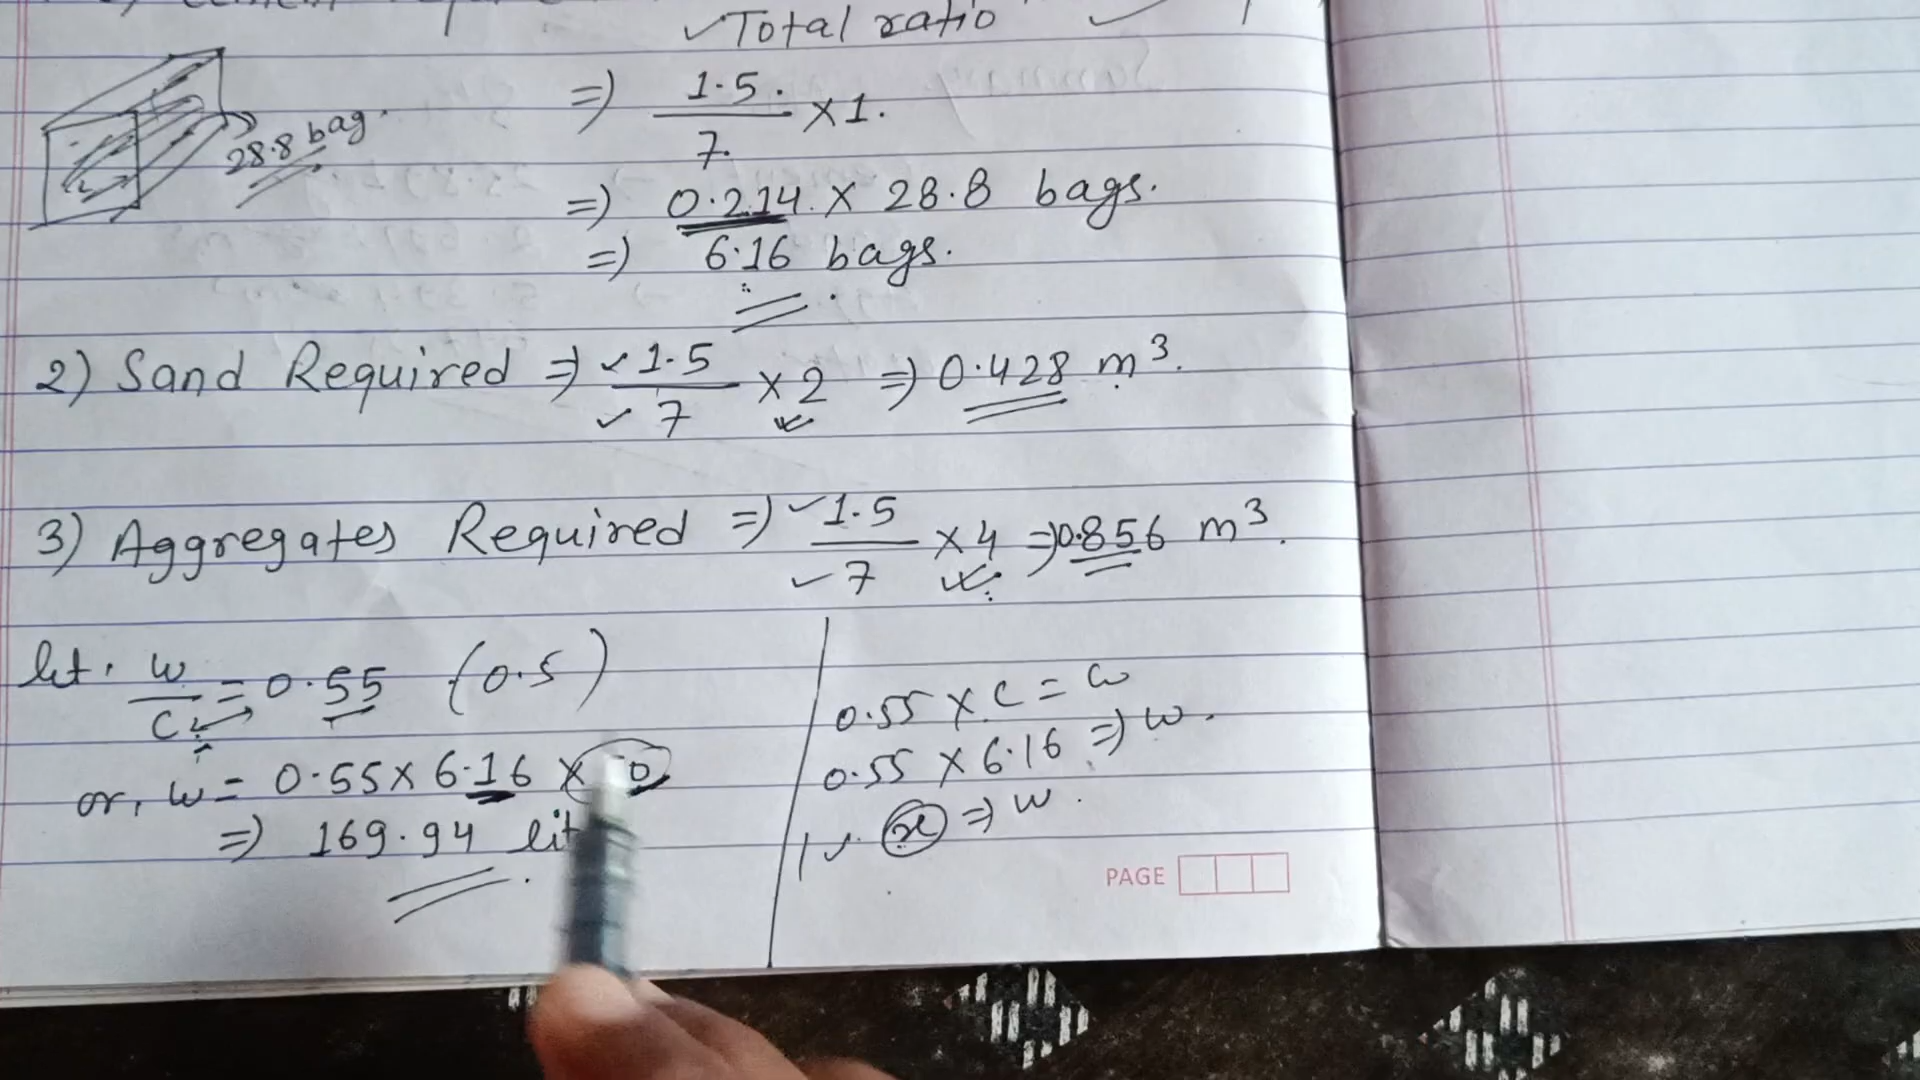 ✓Total ratio
28.8 bag.
=> 1.5 / 7 × 1.
=> 0.214 × 28.8 bags.
=> 6.16 bags.
2) Sand Required => ✓1.5 / ✓7 × 2 => 0.428 m³.
3) Aggregates Required => ✓1.5 / ✓7 × 4 => 0.856 m³.
let. w / c = 0.55 (0.5)
or, w = 0.55 × 6.16 × 0
=> 169.94 lit
0.55 × c = w
0.55 × 6.16 => w.
x => w.
PAGE